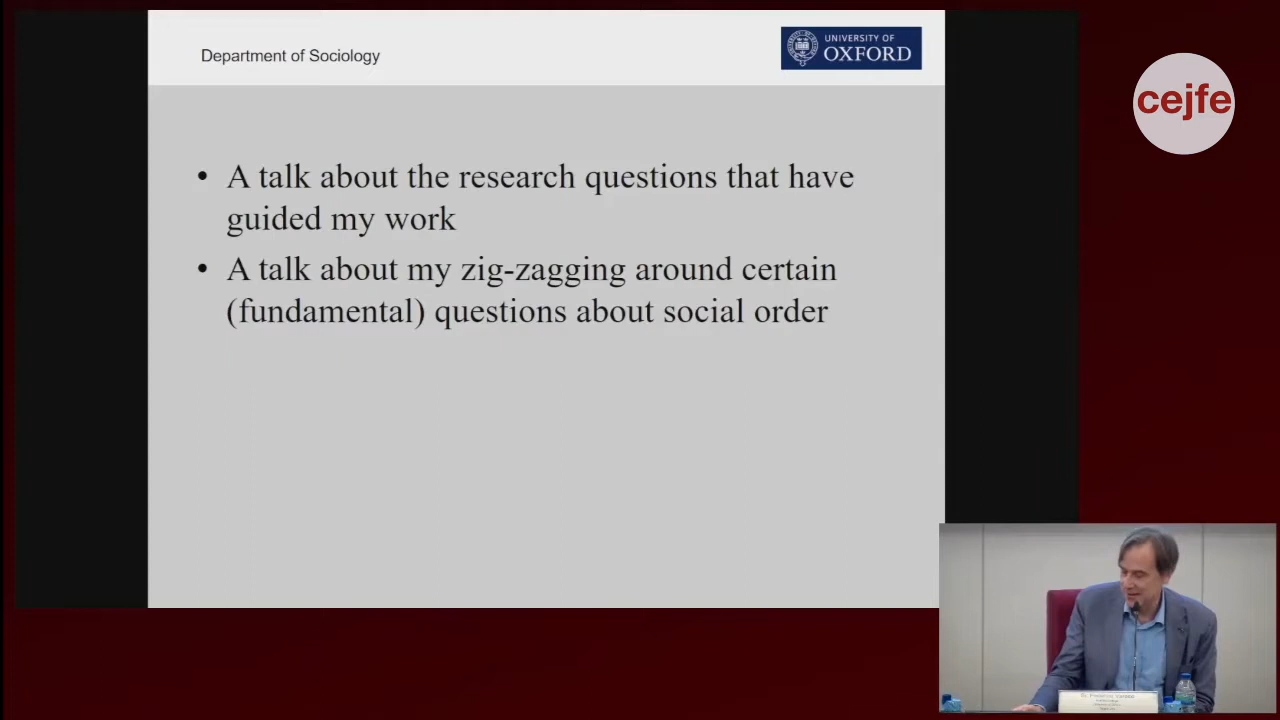 Department of Sociology
UNIVERSITY OF
OXFORD
cejfe
• A talk about the research questions that have
guided my work
• A talk about my zig-zagging around certain
(fundamental) questions about social order